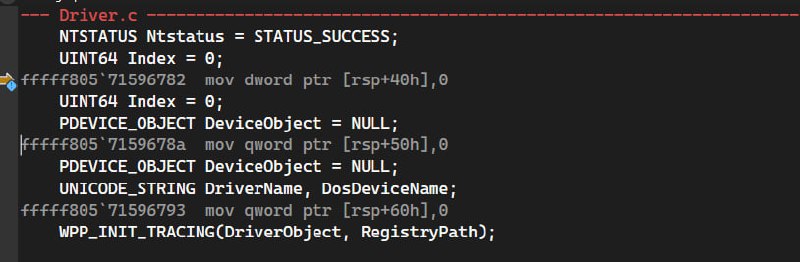 --- Driver.c ---------------------------------------------------------------
NTSTATUS Ntstatus = STATUS_SUCCESS;
UINT64 Index = 0;
fffff805`71596782  mov dword ptr [rsp+40h],0
UINT64 Index = 0;
PDEVICE_OBJECT DeviceObject = NULL;
fffff805`7159678a  mov qword ptr [rsp+50h],0
PDEVICE_OBJECT DeviceObject = NULL;
UNICODE_STRING DriverName, DosDeviceName;
fffff805`71596793  mov qword ptr [rsp+60h],0
WPP_INIT_TRACING(DriverObject, RegistryPath);